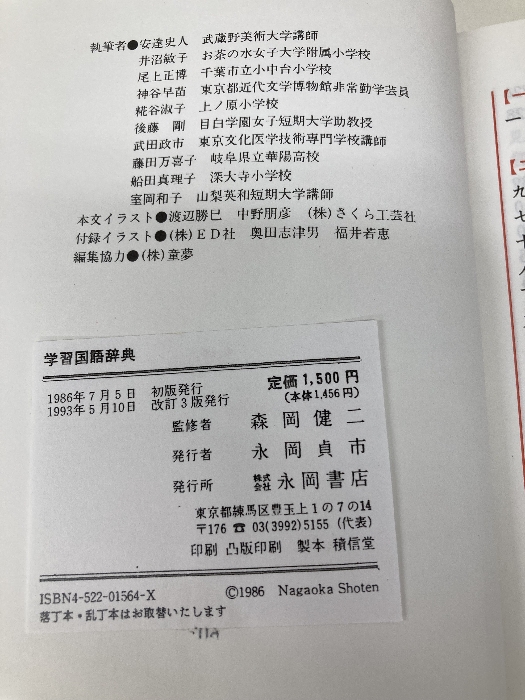 執筆者●安達史人 武蔵野美術大学講師
井沼敏子 お茶の水女子大学附属小学校
尾上正博 千葉市立小中台小学校
神谷早苗 東京都近代文学博物館非常勤学芸員
糀谷淑子 上ノ原小学校
後藤 剛 目白学園女子短期大学助教授
武田政市 東京文化医学技術専門学校講師
藤田万喜子 岐阜県立華陽高校
船田真理子 深大寺小学校
室岡和子 山梨英和短期大学講師
本文イラスト●渡辺勝巳 中野朋彦 (株)さくら工芸社
付録イラスト●(株)ED社 奥田志津男 福井若恵
編集協力●(株)童夢
学習国語辞典
1986年7月5日 初版発行
1993年5月10日 改訂3版発行
定価1,500円
(本体1,456円)
監修者 森岡健二
発行者 永岡貞市
発行所 株式会社 永岡書店
東京都練馬区豊玉上1の7の14
〒176 ☎ 03(3992)5155 (代表)
印刷 凸版印刷 製本 積信堂
ISBN4-522-01564-X ©1986 Nagaoka Shoten
落丁本・乱丁本はお取替いたします
【一
【二
九
七